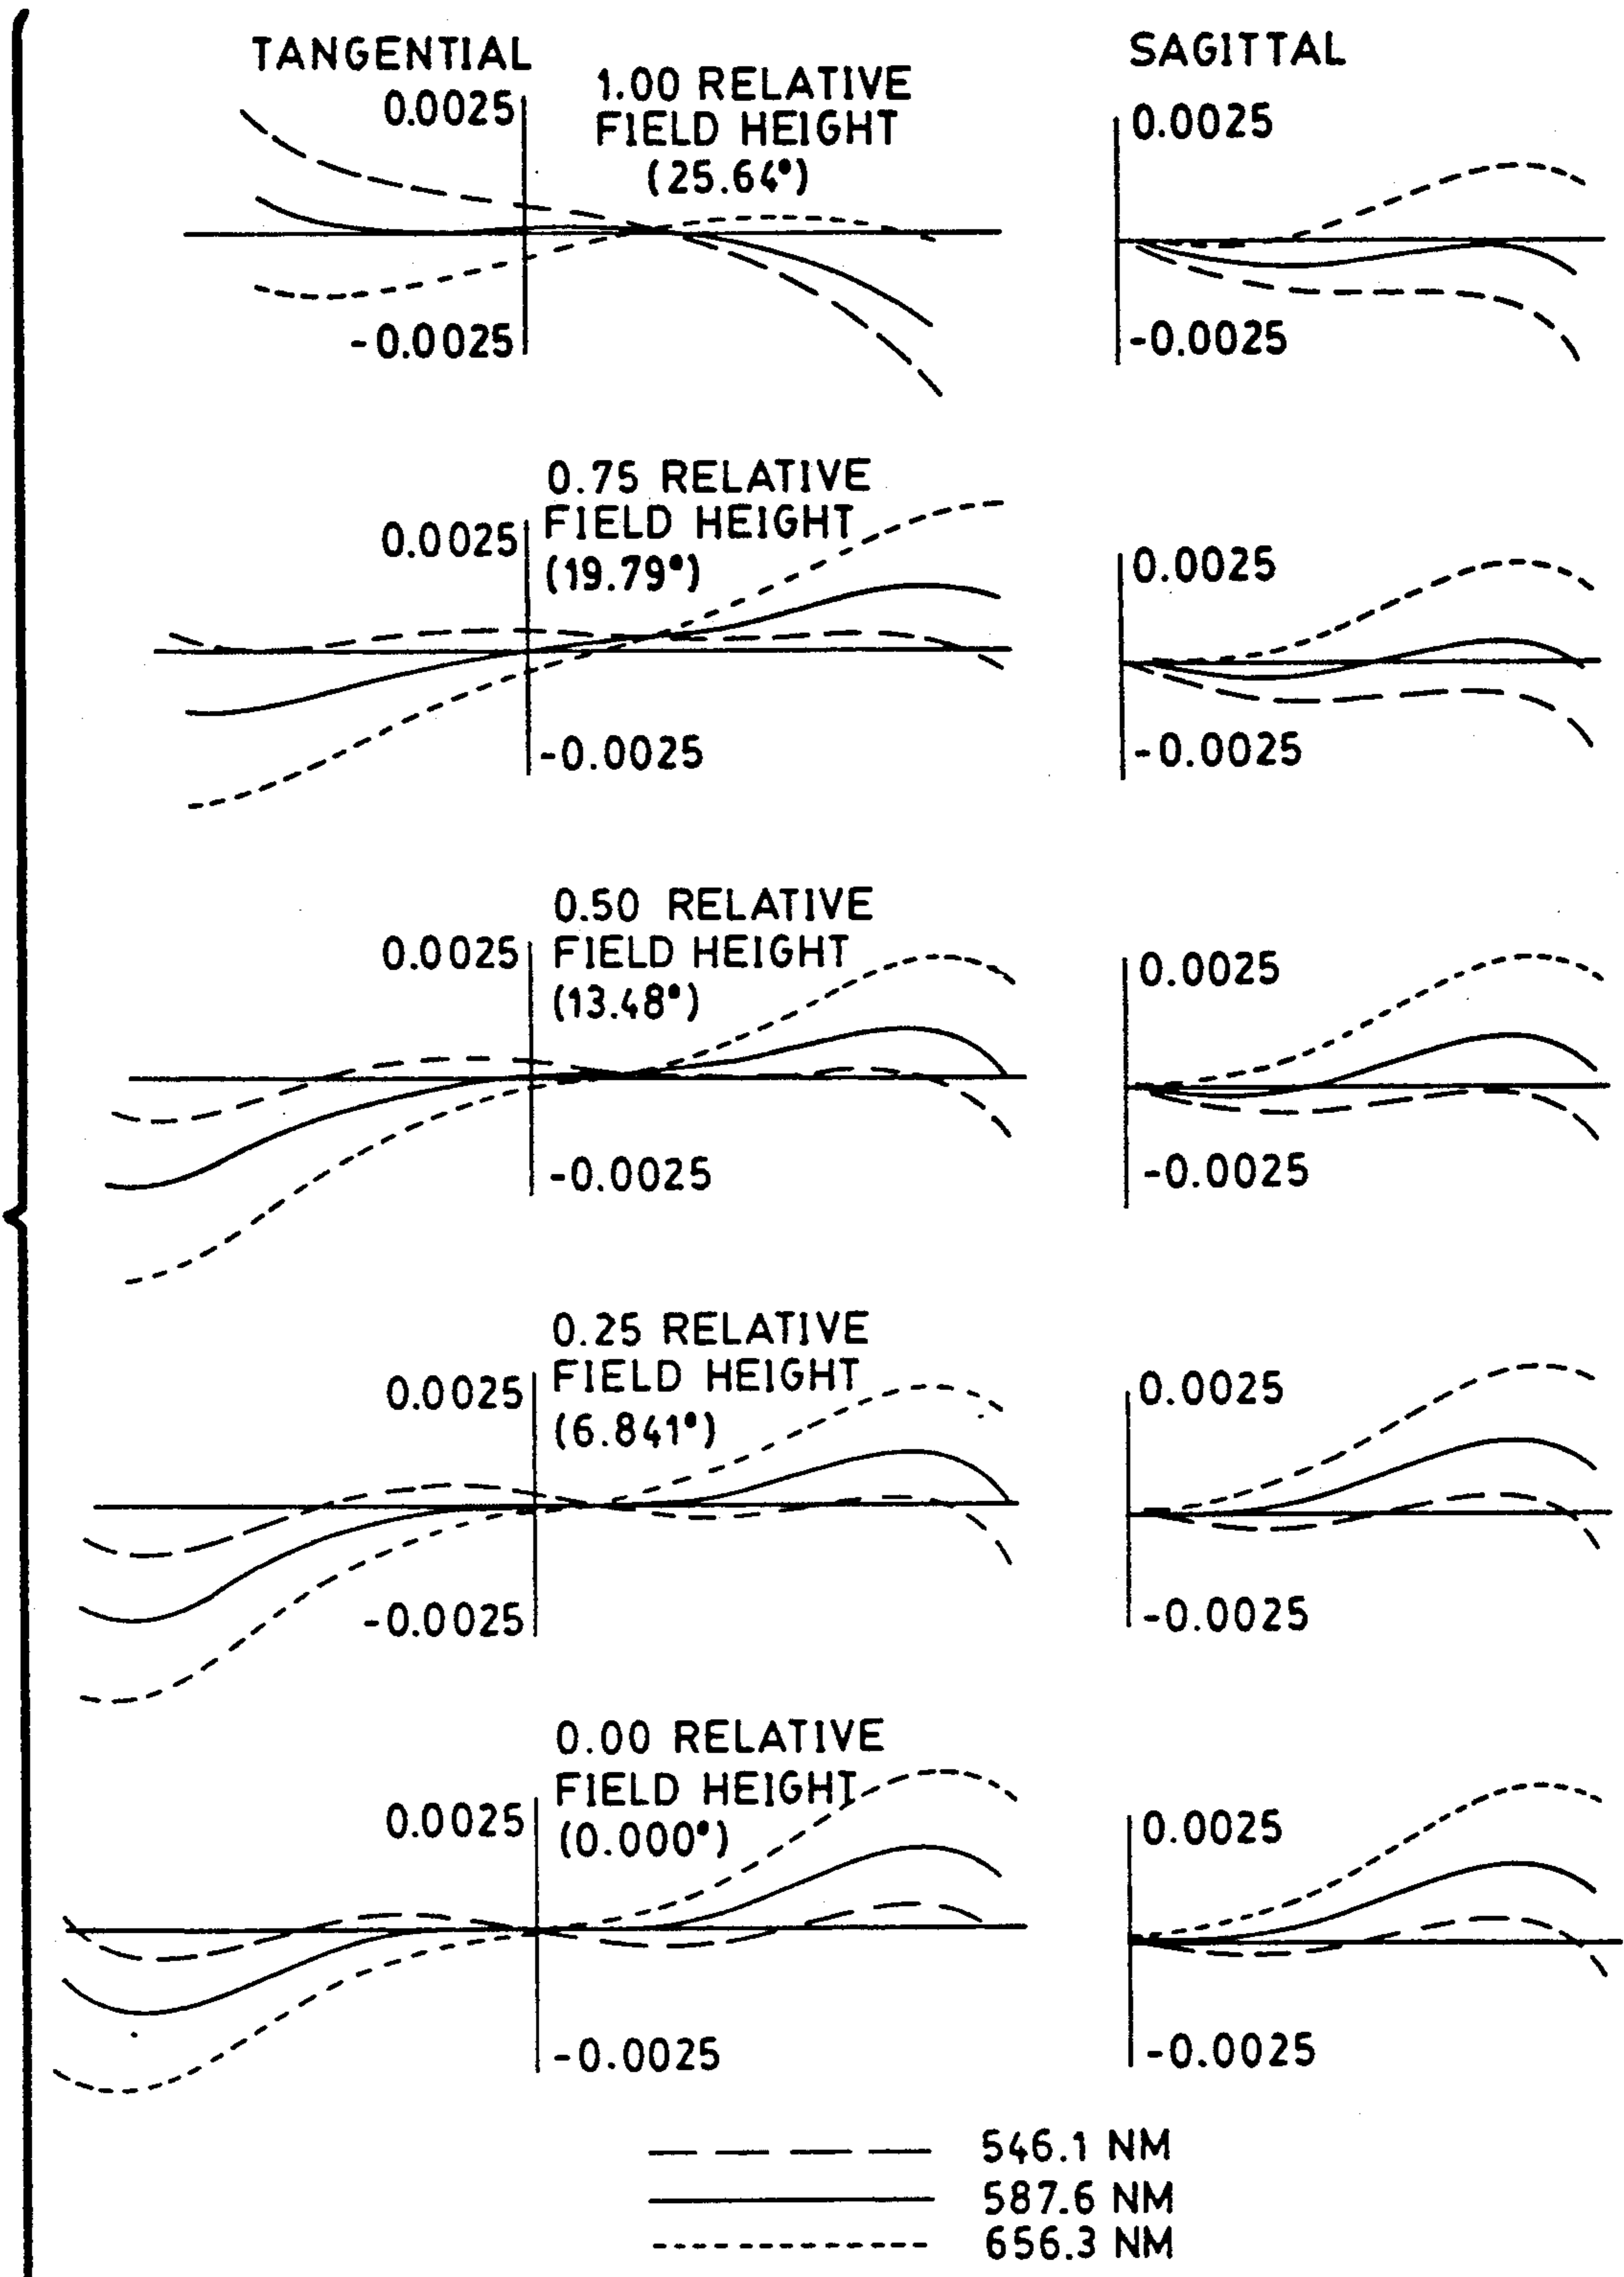 TANGENTIAL
SAGITTAL
1.00 RELATIVE
FIELD HEIGHT
(25.64°)
0.0025
-0.0025
0.0025
-0.0025
0.75 RELATIVE
FIELD HEIGHT
(19.79°)
0.0025
-0.0025
0.0025
-0.0025
0.50 RELATIVE
FIELD HEIGHT
(13.48°)
0.0025
-0.0025
0.0025
-0.0025
0.25 RELATIVE
FIELD HEIGHT
(6.841°)
0.0025
-0.0025
0.0025
-0.0025
0.00 RELATIVE
FIELD HEIGHT
(0.000°)
0.0025
-0.0025
0.0025
-0.0025
546.1 NM
587.6 NM
656.3 NM